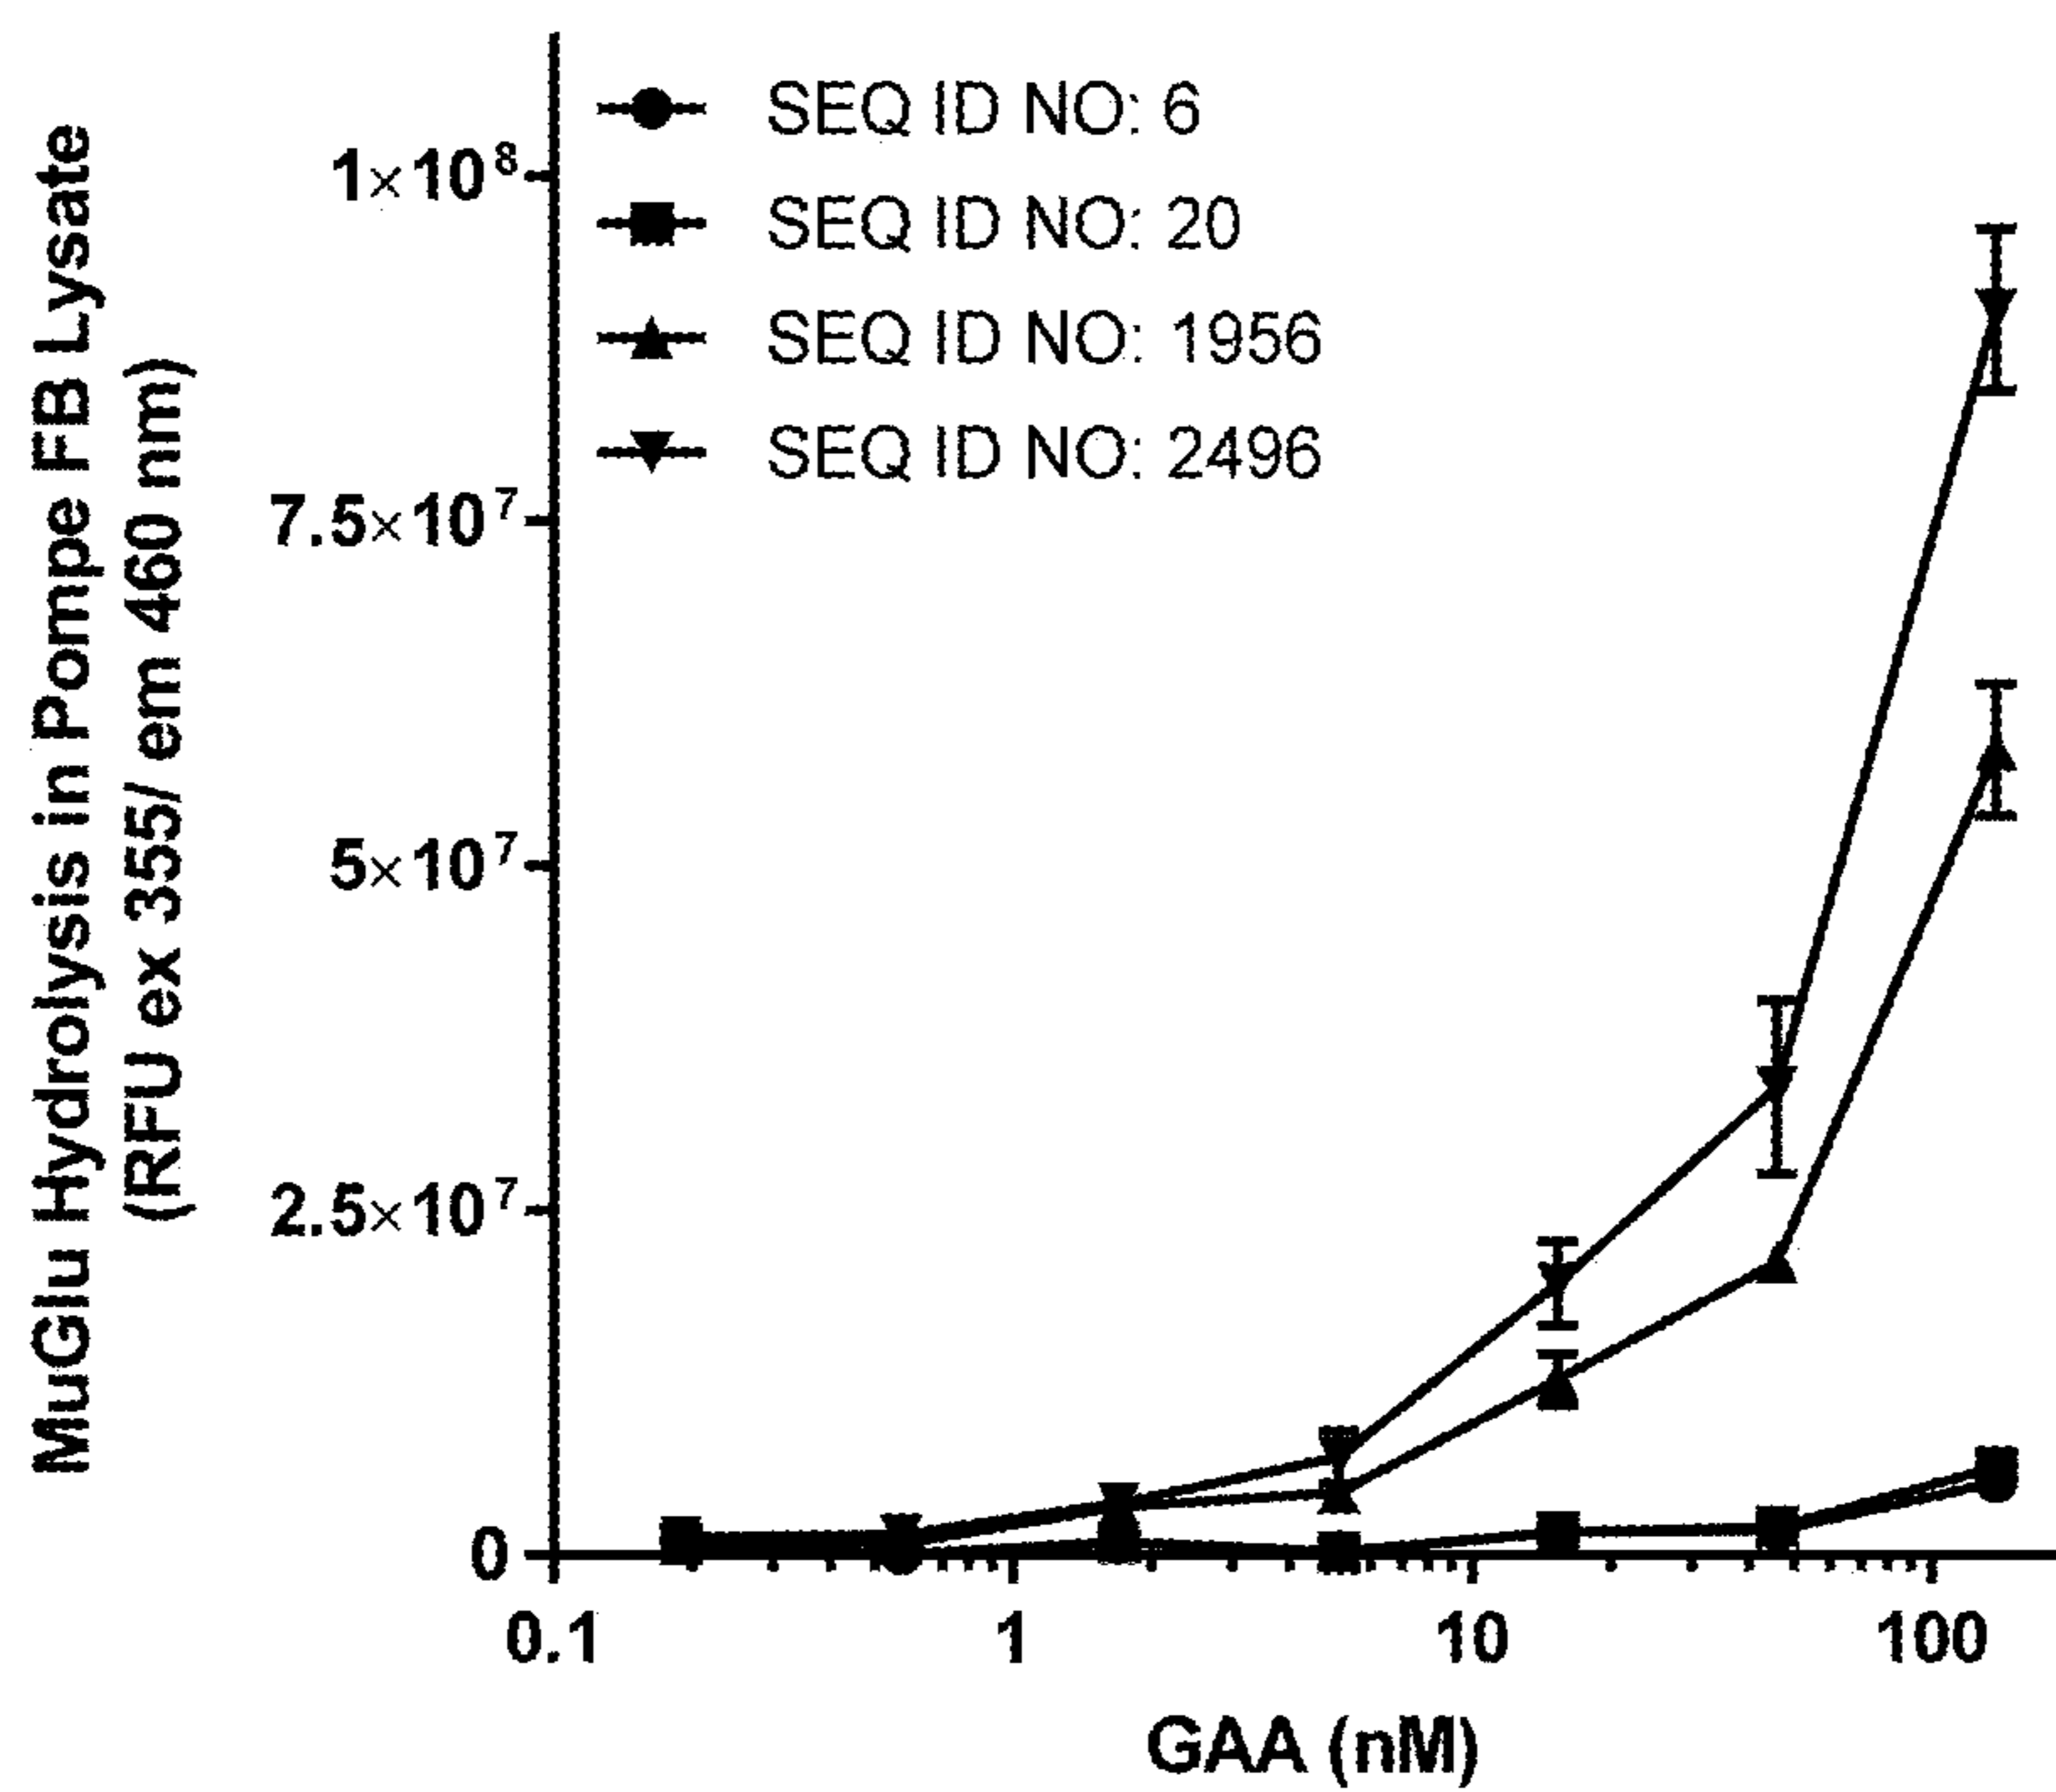 MuGlu Hydrolysis in Pompe FB Lysate
(RFU ex 355/ em 460 nm)
SEQ ID NO: 6
SEQ ID NO: 20
SEQ ID NO: 1956
SEQ ID NO: 2496
1×10⁸
7.5×10⁷
5×10⁷
2.5×10⁷
0
0.1 1 10 100
GAA (nM)